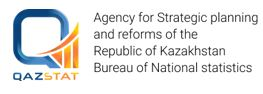 QAZSTAT
Agency for Strategic planning
and reforms of the
Republic of Kazakhstan
Bureau of National statistics